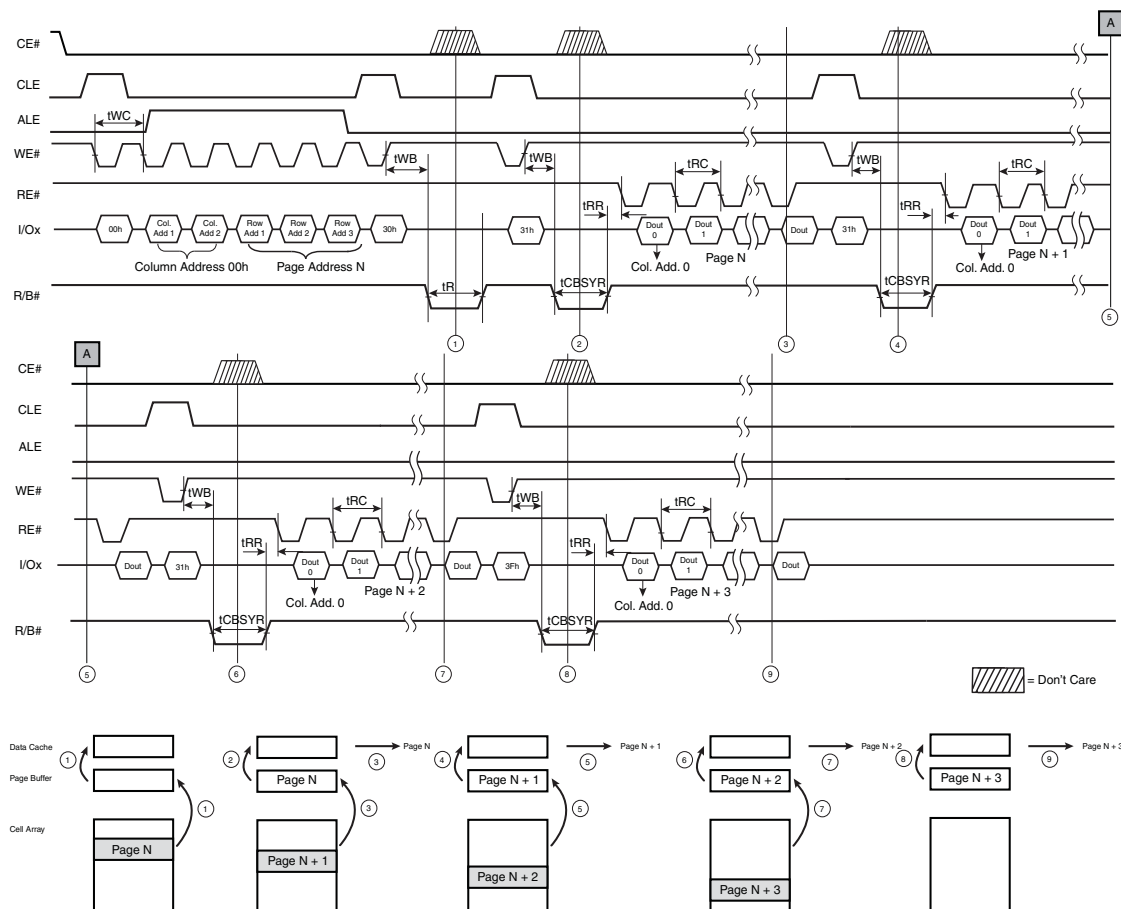 A
CE#
CLE
ALE
tWC
WE#
tWB
tWB
tWB
RE#
tRC
tRC
tRR
tRR
I/Ox
00h
Col. Add 1
Col. Add 2
Row Add 1
Row Add 2
Row Add 3
30h
31h
Dout 0
Dout 1
Dout
31h
Dout 0
Dout 1
Column Address 00h
Page Address N
Col. Add. 0
Page N
Col. Add. 0
Page N + 1
R/B#
tR
tCBSYR
tCBSYR
1
2
3
4
5
A
CE#
CLE
ALE
WE#
tWB
tWB
RE#
tRC
tRC
tRR
tRR
I/Ox
Dout
31h
Dout 0
Dout 1
Dout
3Fh
Dout 0
Dout 1
Dout
Col. Add. 0
Page N + 2
Col. Add. 0
Page N + 3
R/B#
tCBSYR
tCBSYR
5
6
7
8
9
= Don't Care
Data Cache
1
2
3
Page N
4
5
Page N + 1
6
7
Page N + 2
8
9
Page N + 3
Page Buffer
Page N
Page N + 1
Page N + 2
Page N + 3
1
3
5
7
Cell Array
Page N
Page N + 1
Page N + 2
Page N + 3